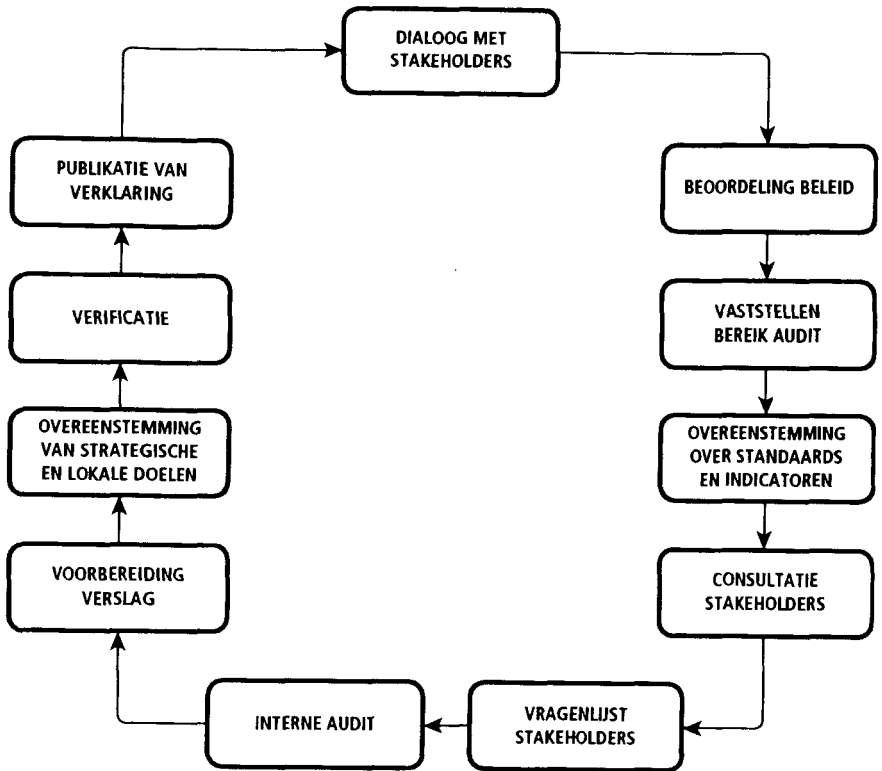 DIALOOG MET
STAKEHOLDERS
BEOORDELING BELEID
VASTSTELLEN
BEREIK AUDIT
OVEREENSTEMMING
OVER STANDAARDS
EN INDICATOREN
CONSULTATIE
STAKEHOLDERS
VRAGENLIJST
STAKEHOLDERS
INTERNE AUDIT
VOORBEREIDING
VERSLAG
OVEREENSTEMMING
VAN STRATEGISCHE
EN LOKALE DOELEN
VERIFICATIE
PUBLIKATIE VAN
VERKLARING